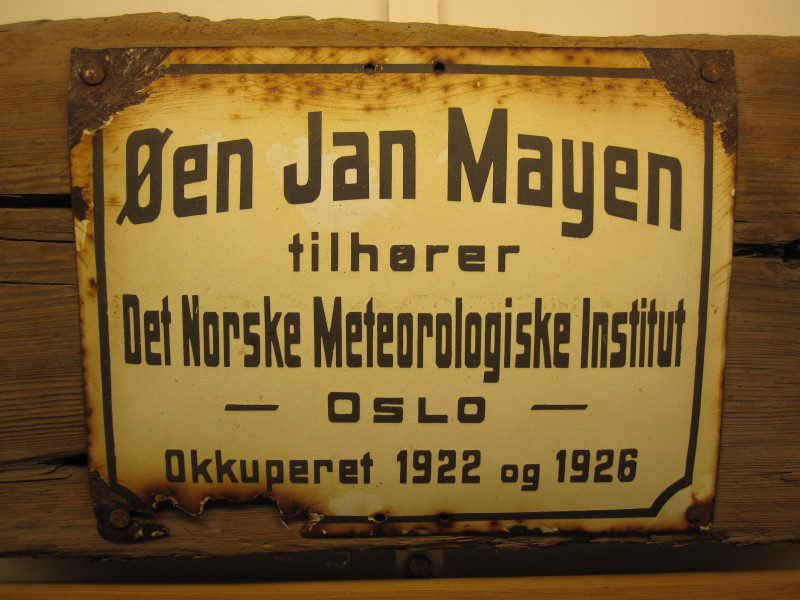 Øen Jan Mayen
tilhører
Det Norske Meteorologiske Institut
— OSLO —
Okkuperet 1922 og 1926